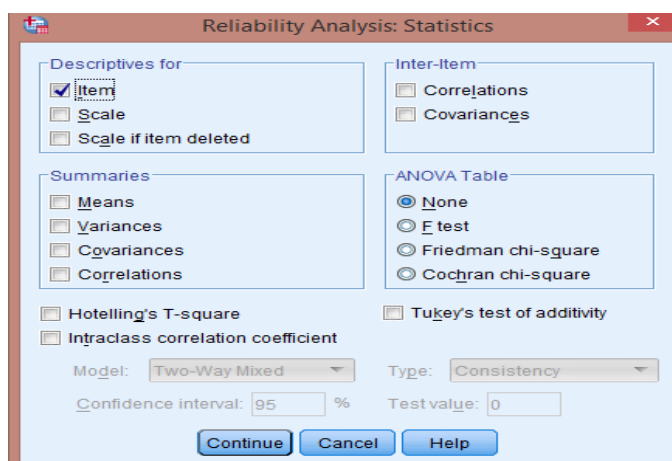 Reliability Analysis: Statistics
Descriptives for
Item
Scale
Scale if item deleted
Inter-Item
Correlations
Covariances
Summaries
Means
Variances
Covariances
Correlations
ANOVA Table
None
F test
Friedman chi-square
Cochran chi-square
Hotelling's T-square
Tukey's test of additivity
Intraclass correlation coefficient
Model: Two-Way Mixed
Type: Consistency
Confidence interval: 95 %
Test value: 0
Continue Cancel Help